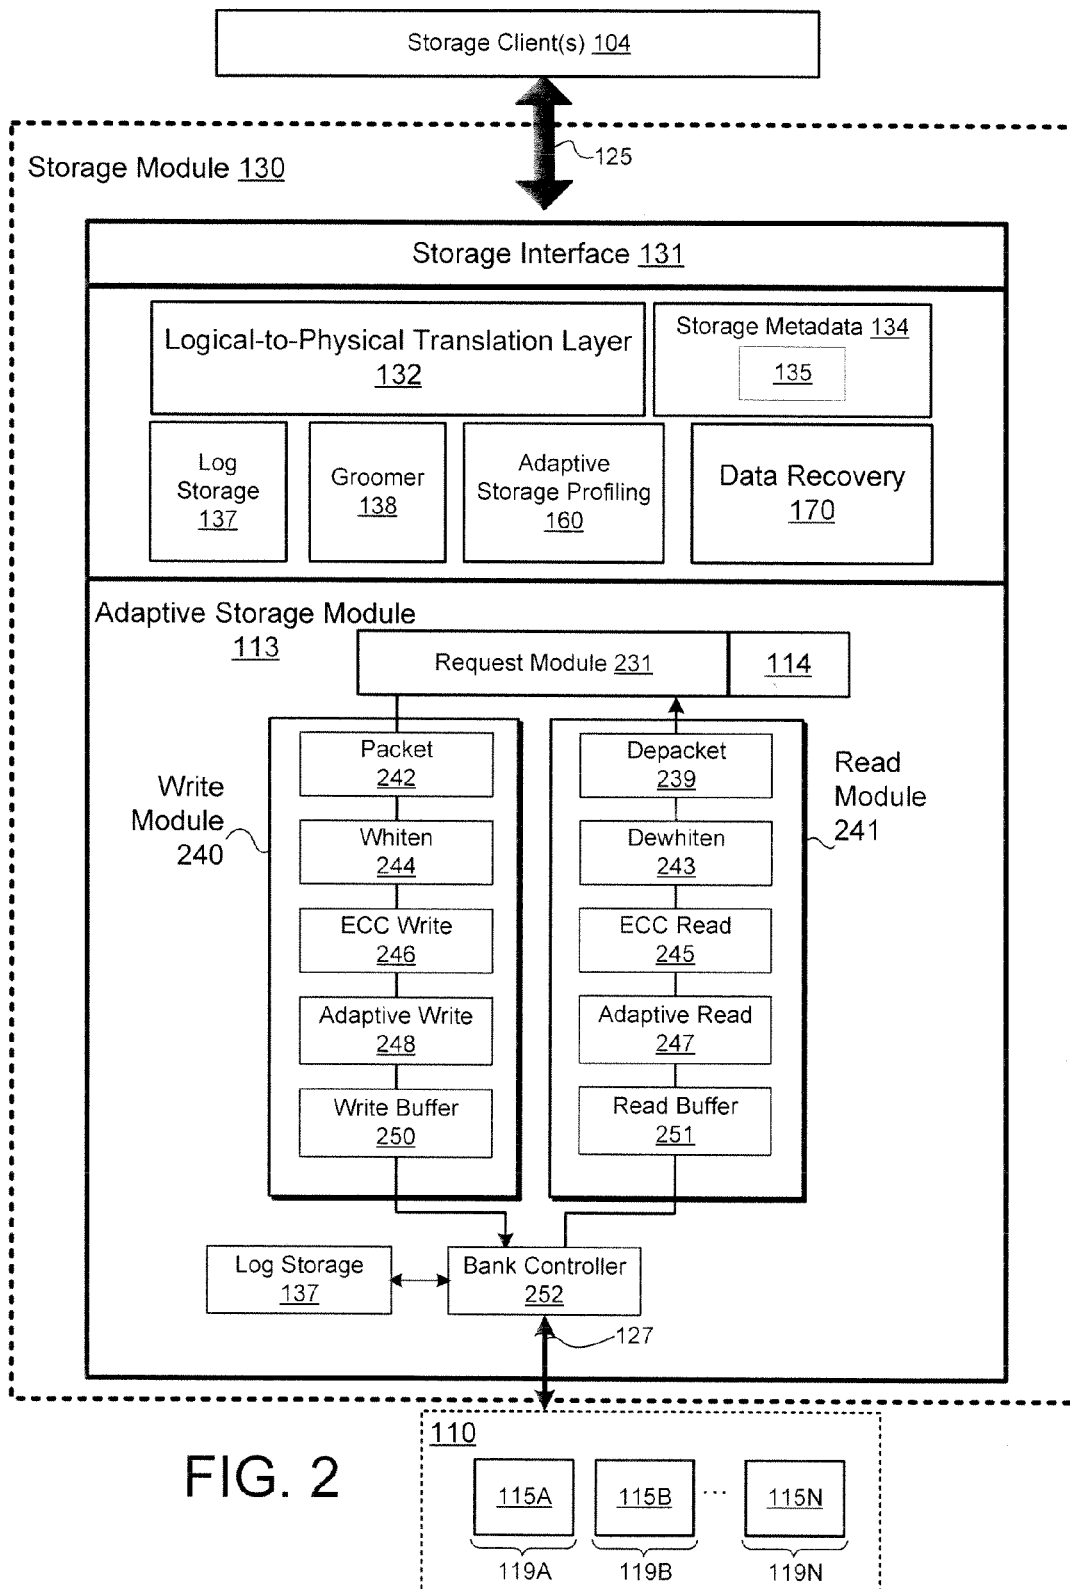 Storage Client(s) 104
125
Storage Module 130
Storage Interface 131
Logical-to-Physical Translation Layer
132
Storage Metadata 134
135
Log
Storage
137
Groomer
138
Adaptive
Storage Profiling
160
Data Recovery
170
Adaptive Storage Module
113
Request Module 231
114
Write
Module
240
Packet
242
Whiten
244
ECC Write
246
Adaptive Write
248
Write Buffer
250
Depacket
239
Dewhiten
243
ECC Read
245
Adaptive Read
247
Read Buffer
251
Read
Module
241
Log Storage
137
Bank Controller
252
127
110
FIG. 2
115A
115B
...
115N
119A
119B
119N